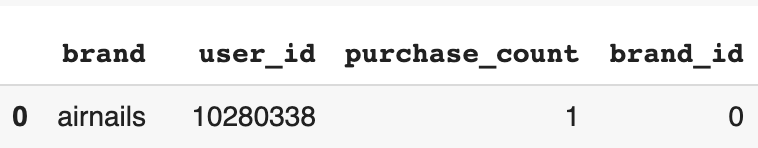 brand user_id purchase_count brand_id
0 airnails 10280338 1 0